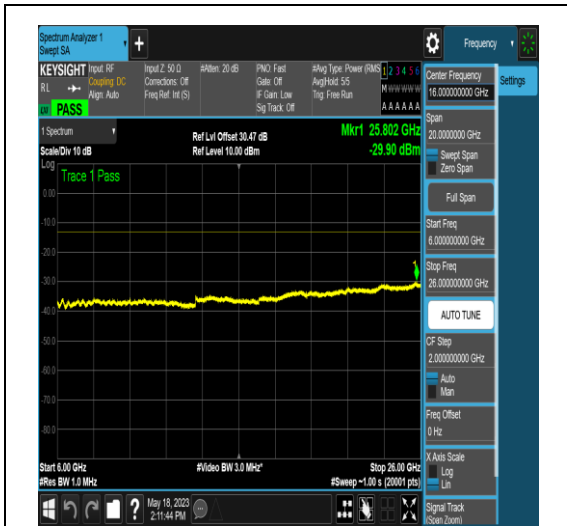 Spectrum Analyzer 1
Swept SA
+
Frequency
KEYSIGHT
RL
Input: RF
Coupling: DC
Align: Auto
Input Z: 50 Ω
Corrections: Off
Freq Ref: Int (S)
#Atten: 20 dB
PNO: Fast
Gate: Off
IF Gain: Low
Sig Track: Off
#Avg Type: Power (RMS
Avg|Hold: 5/5
Trig: Free Run
1 2 3 4 5 6
M W W W W W
A A A A A A
PASS
1 Spectrum
Scale/Div 10 dB
Ref Lvl Offset 30.47 dB
Ref Level 10.00 dBm
Mkr1 25.802 GHz
-29.90 dBm
Log
Trace 1 Pass
0.00
-10.0
-20.0
-30.0
-40.0
-50.0
-60.0
-70.0
-80.0
1
Start 6.00 GHz
#Res BW 1.0 MHz
#Video BW 3.0 MHz*
Stop 26.00 GHz
#Sweep ~1.00 s (20001 pts)
May 18, 2023
2:11:44 PM
Center Frequency
16.000000000 GHz
Settings
Span
20.0000000 GHz
Swept Span
Zero Span
Full Span
Start Freq
6.000000000 GHz
Stop Freq
26.000000000 GHz
AUTO TUNE
CF Step
2.000000000 GHz
Auto
Man
Freq Offset
0 Hz
X Axis Scale
Log
Lin
Signal Track
(Span Zoom)